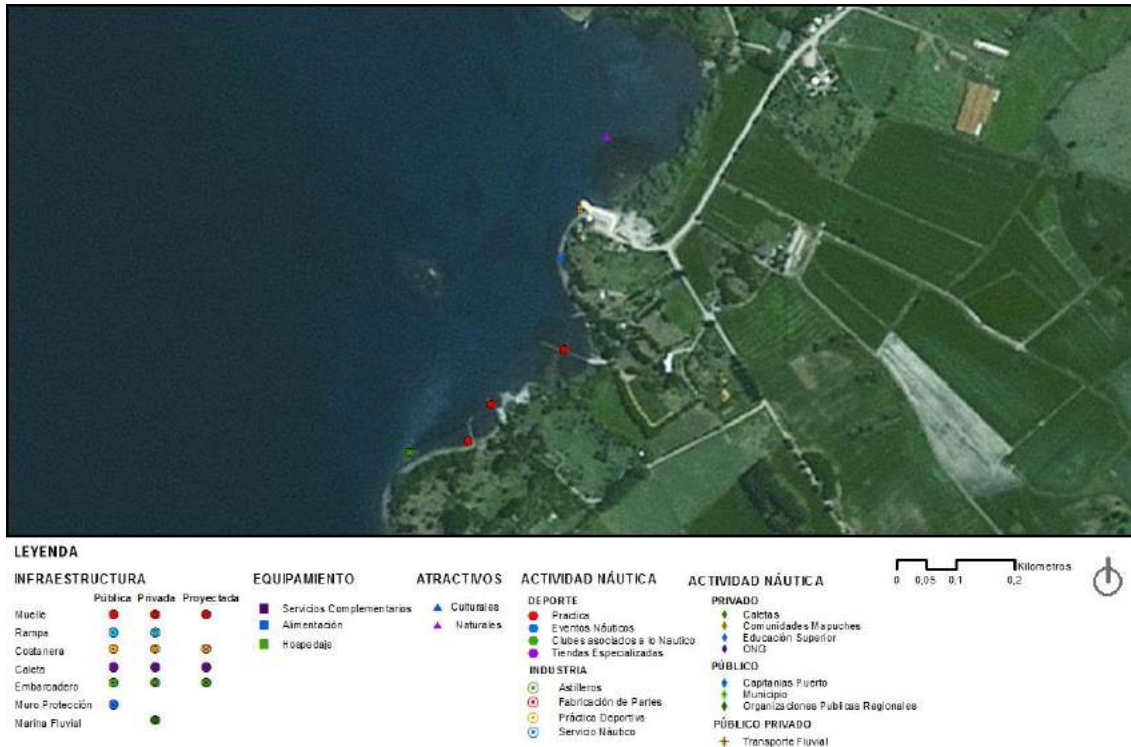 LEYENDA
INFRAESTRUCTURA
Pública Privada Proyectada
Muelle
Rampa
Costanera
Caleta
Embarcadero
Muro Protección
Marina Fluvial
EQUIPAMIENTO
Servicios Complementarios
Alimentación
Hospedaje
ATRACTIVOS
Culturales
Naturales
ACTIVIDAD NÁUTICA
DEPORTE
Practica
Eventos Náuticos
Clubes asociados a lo Nautico
Tiendas Especializadas
INDUSTRIA
Astilleros
Fabricación de Partes
Práctica Deportiva
Servicio Náutico
ACTIVIDAD NÁUTICA
PRIVADO
Caletas
Comunidades Mapuches
Educación Superior
ONG
PÚBLICO
Capitanias Puerto
Municipio
Organizaciones Publicas Regionales
PÚBLICO PRIVADO
Transporte Fluvial
Kilometros
0 0,05 0,1 0,2